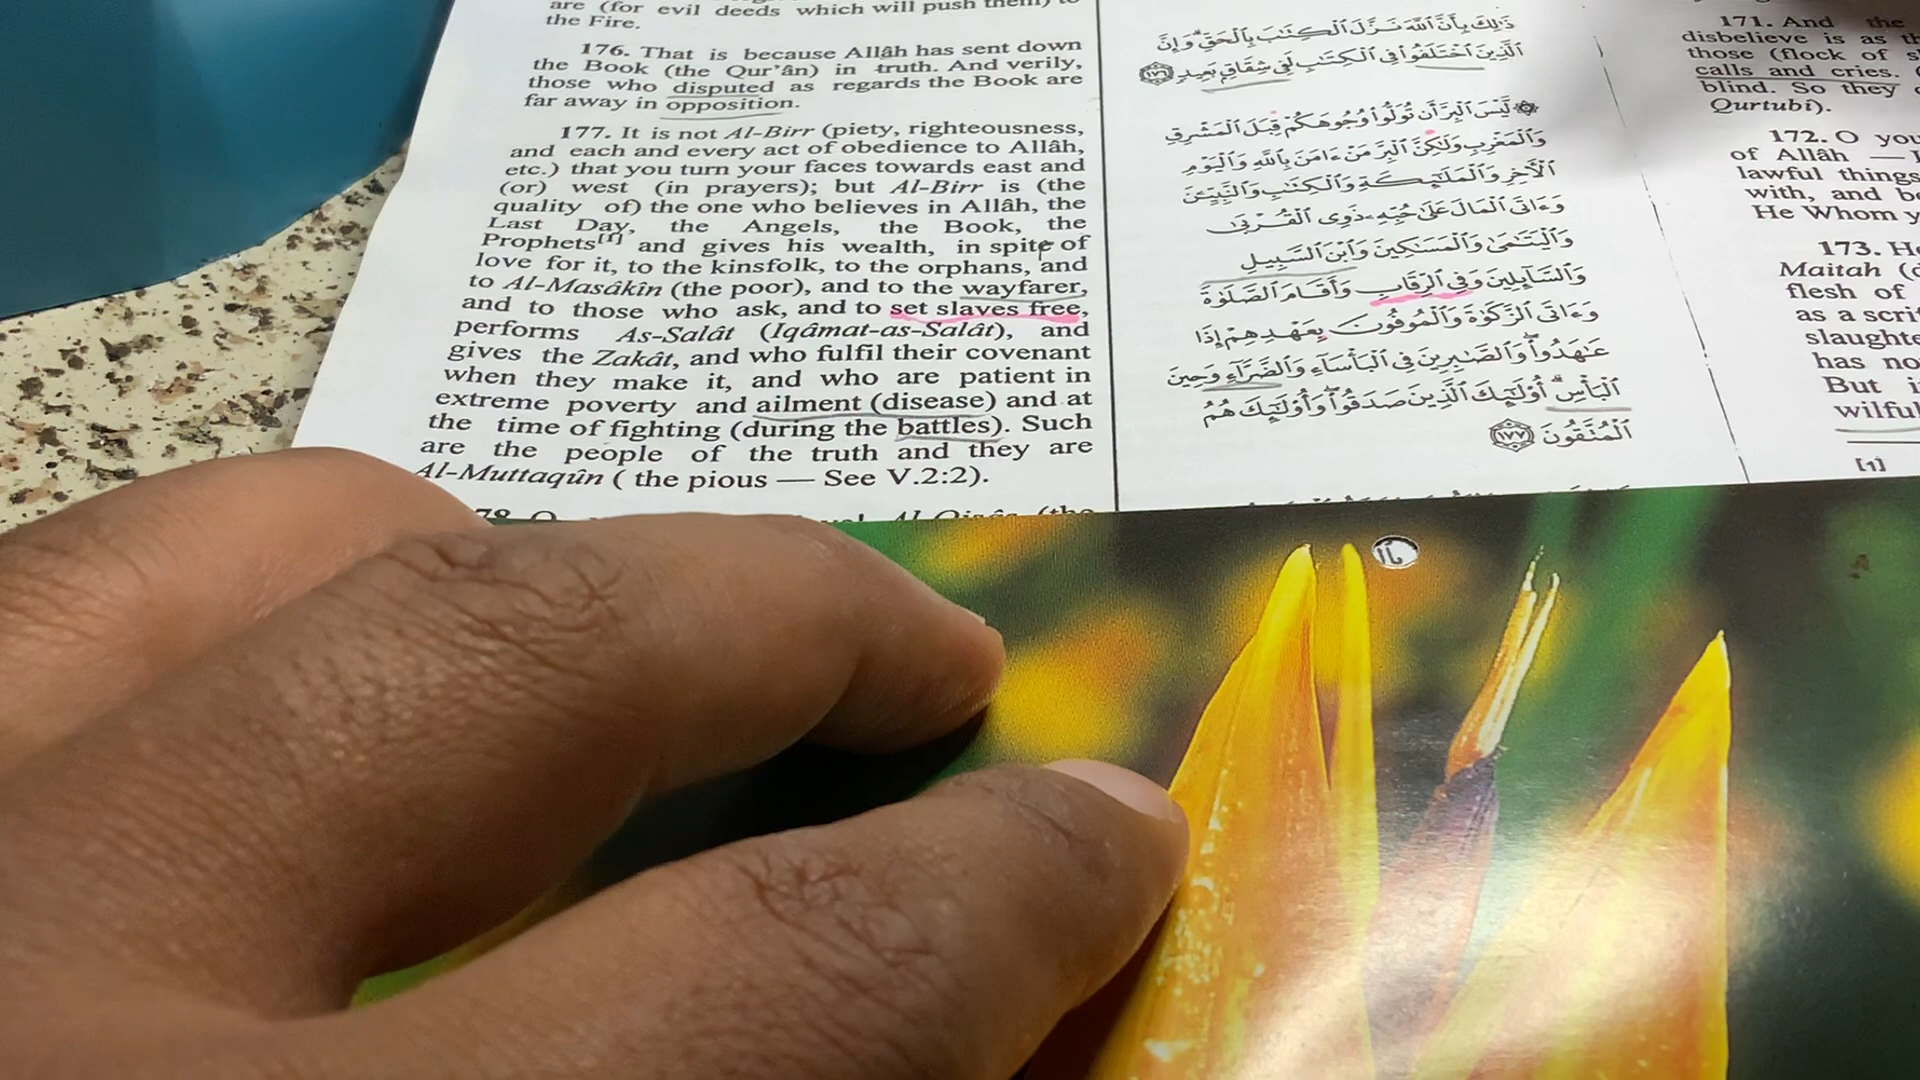 are (for evil deeds which will push them) to
the Fire.
176. That is because Allâh has sent down
the Book (the Qur'ân) in truth. And verily,
those who disputed as regards the Book are
far away in opposition.
177. It is not Al-Birr (piety, righteousness,
and each and every act of obedience to Allâh,
etc.) that you turn your faces towards east and
(or) west (in prayers); but Al-Birr is (the
quality of) the one who believes in Allâh, the
Last Day, the Angels, the Book, the
Prophets[1] and gives his wealth, in spite of
love for it, to the kinsfolk, to the orphans, and
to Al-Masâkîn (the poor), and to the wayfarer,
and to those who ask, and to set slaves free,
performs As-Salât (Iqâmat-as-Salât), and
gives the Zakât, and who fulfil their covenant
when they make it, and who are patient in
extreme poverty and ailment (disease) and at
the time of fighting (during the battles). Such
are the people of the truth and they are
Al-Muttaqûn ( the pious — See V.2:2).
ذَٰلِكَ بِأَنَّ ٱللَّهَ نَزَّلَ ٱلْكِتَٰبَ بِٱلْحَقِّ ۗ وَإِنَّ
ٱلَّذِينَ ٱخْتَلَفُوا۟ فِى ٱلْكِتَٰبِ لَفِى شِقَاقٍۭ بَعِيدٍ ١٧٦
۞ لَّيْسَ ٱلْبِرَّ أَن تُوَلُّوا۟ وُجُوهَكُمْ قِبَلَ ٱلْمَشْرِقِ
وَٱلْمَغْرِبِ وَلَٰكِنَّ ٱلْبِرَّ مَنْ ءَامَنَ بِٱللَّهِ وَٱلْيَوْمِ
ٱلْءَاخِرِ وَٱلْمَلَٰٓئِكَةِ وَٱلْكِتَٰبِ وَٱلنَّبِيِّۦنَ
وَءَاتَى ٱلْمَالَ عَلَىٰ حُبِّهِۦ ذَوِى ٱلْقُرْبَىٰ
وَٱلْيَتَٰمَىٰ وَٱلْمَسَٰكِينَ وَٱبْنَ ٱلسَّبِيلِ
وَٱلسَّآئِلِينَ وَفِى ٱلرِّقَابِ وَأَقَامَ ٱلصَّلَوٰةَ
وَءَاتَى ٱلزَّكَوٰةَ وَٱلْمُوفُونَ بِعَهْدِهِمْ إِذَا
عَٰهَدُوا۟ ۖ وَٱلصَّٰبِرِينَ فِى ٱلْبَأْسَآءِ وَٱلضَّرَّآءِ وَحِينَ
ٱلْبَأْسِ ۗ أُو۟لَٰٓئِكَ ٱلَّذِينَ صَدَقُوا۟ ۖ وَأُو۟لَٰٓئِكَ هُمُ
ٱلْمُتَّقُونَ ١٧٧
171. And the
disbelieve is as
those (flock of
calls and cries.
blind. So they
Qurtubi).
172. O you
of Allâh —
lawful things
with, and
He Whom
173.
Maitah
flesh of
as a
has
But
[1]